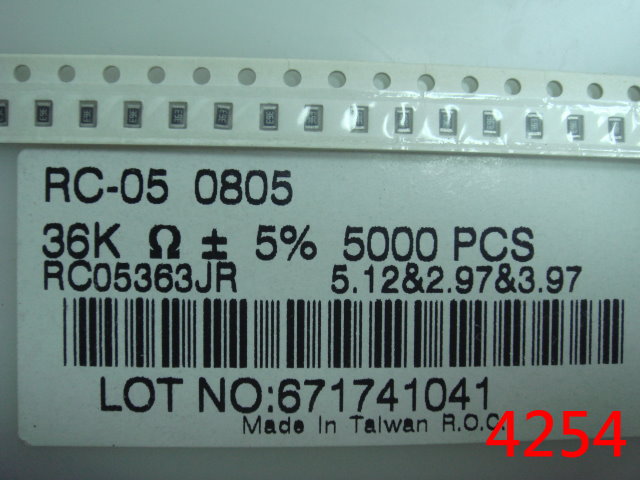 RC-05 0805
36K Ω ± 5% 5000 PCS
RC05363JR 5.12&2.97&3.97
LOT NO:671741041
Made In Taiwan R.O.C.
4254